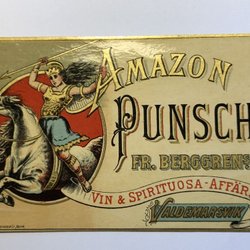 AMAZON
PUNSCH
FR. BERGGREN
VIN & SPIRITUOSA-AFFÄR
VALDEMARSVIK